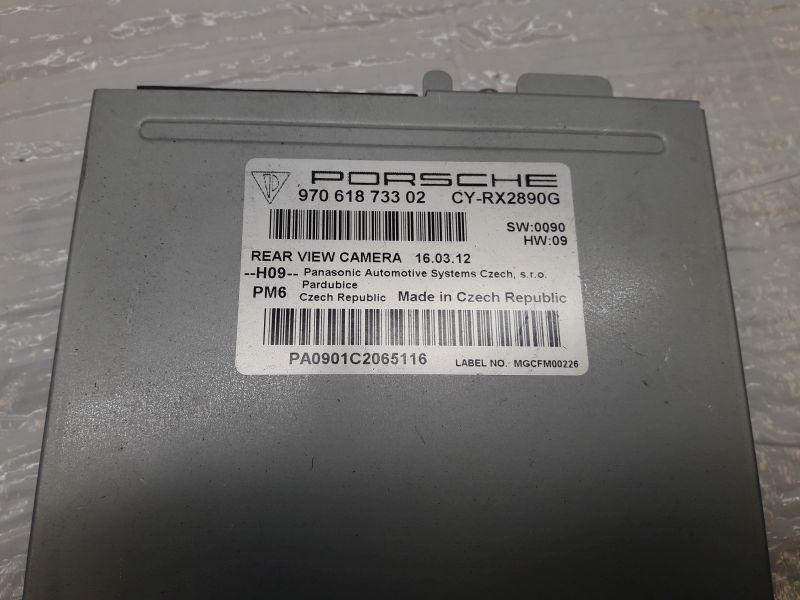 PORSCHE
970 618 733 02 CY-RX2890G
SW:0090
HW:09
REAR VIEW CAMERA 16.03.12
--H09-- Panasonic Automotive Systems Czech, s.r.o.
Pardubice
PM6 Czech Republic Made in Czech Republic
PA0901C2065116 LABEL NO. MGCFM00226